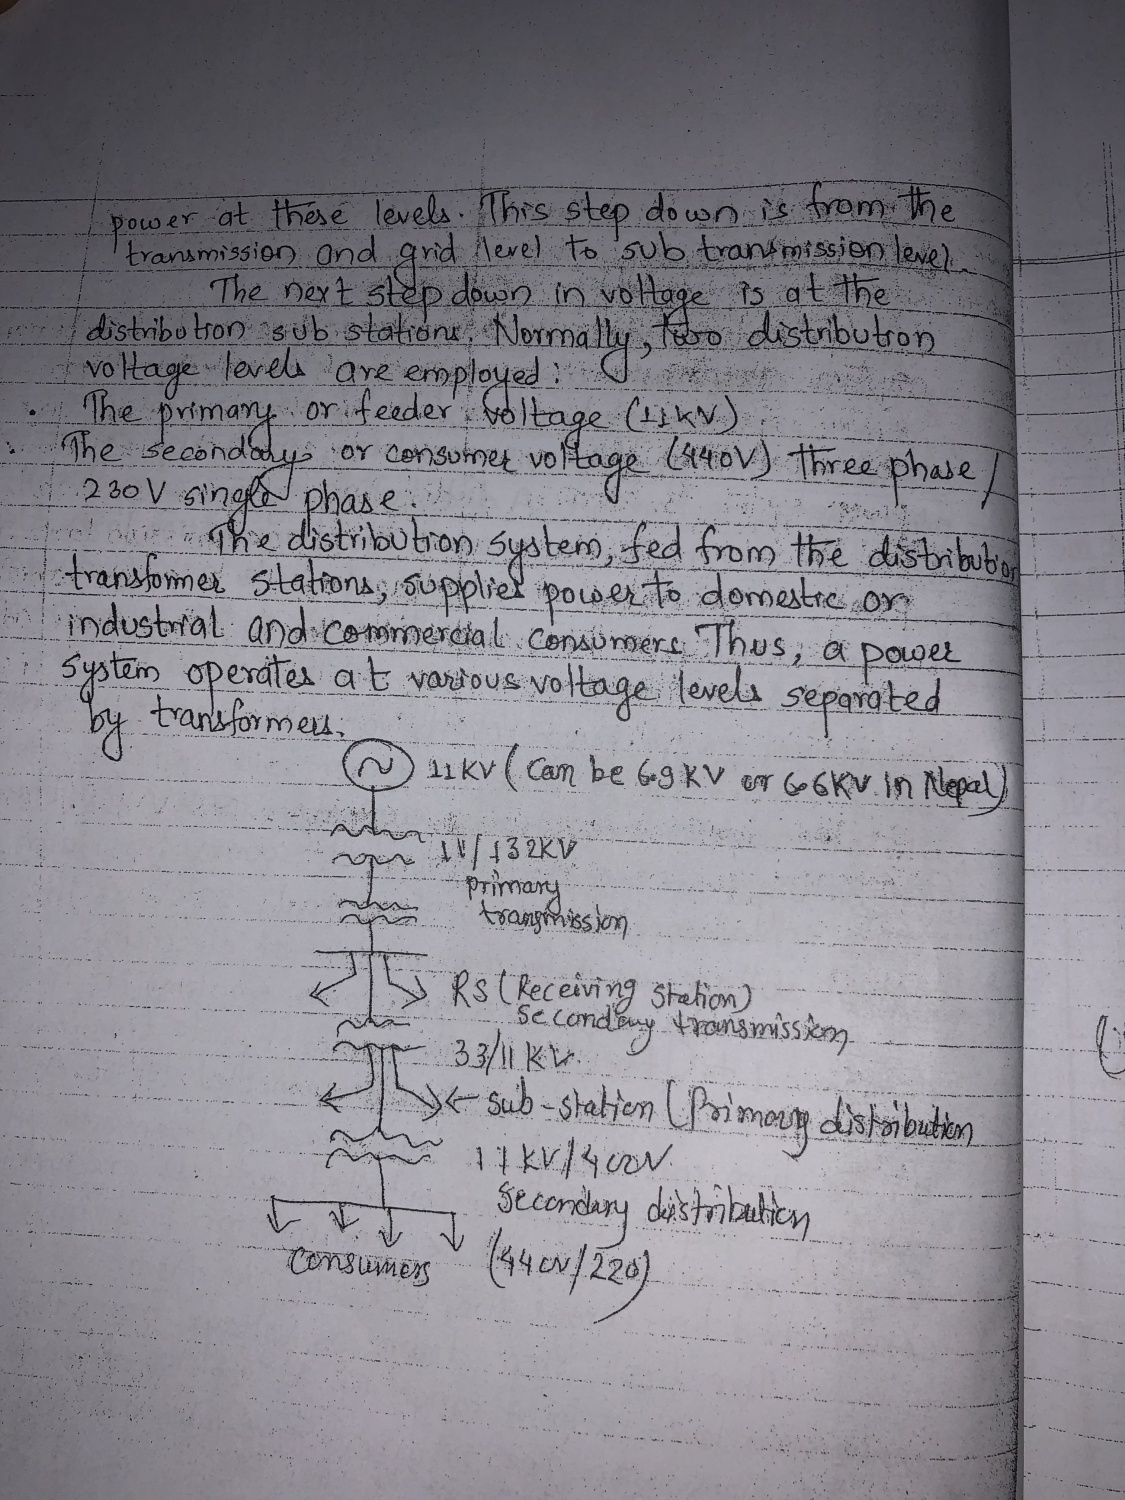 power at these levels. This step down is from the
transmission and grid level to sub transmission level.
The next step down in voltage is at the
distribution sub stations. Normally, two distribution
voltage levels are employed:
. The primary or feeder voltage (11KV)
. The secondary or consumer voltage (440V) three phase/
230V single phase.
The distribution system, fed from the distribution
transformer stations, supplies power to domestic or
industrial and commercial consumers. Thus, a power
system operates at various voltage levels separated
by transformers.
11KV (Can be 6.9KV or 6.6KV in Nepal)
11/132KV
primary
transmission
RS (Receiving station)
Secondary transmission
33/11 KV
sub-station (Primary distribution
11KV/400V
Secondary distribution
Consumers (440V/220)